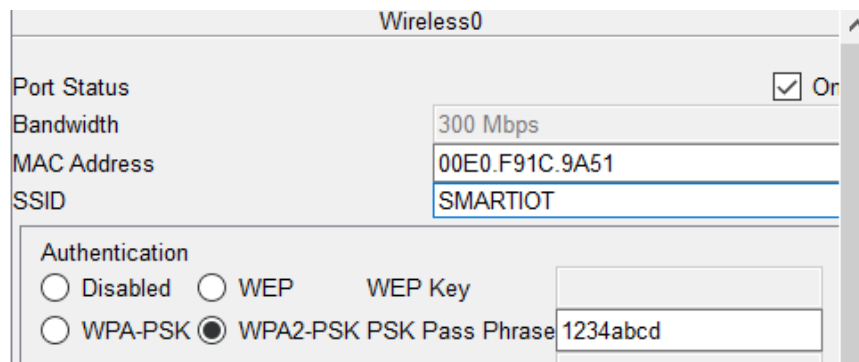 Wireless0
Port Status On
Bandwidth 300 Mbps
MAC Address 00E0.F91C.9A51
SSID SMARTIOT
Authentication
Disabled WEP WEP Key
WPA-PSK WPA2-PSK PSK Pass Phrase 1234abcd